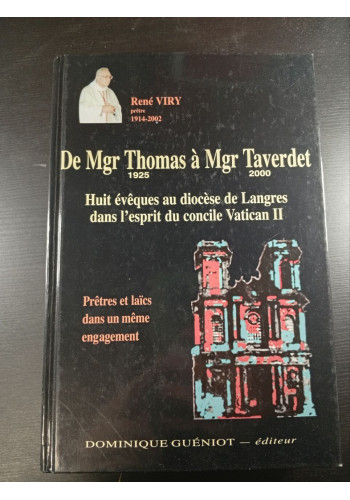 René VIRY
prêtre
1914-2002
De Mgr Thomas à Mgr Taverdet
1925 2000
Huit évêques au diocèse de Langres
dans l'esprit du concile Vatican II
Prêtres et laïcs
dans un même
engagement
DOMINIQUE GUÉNIOT — éditeur